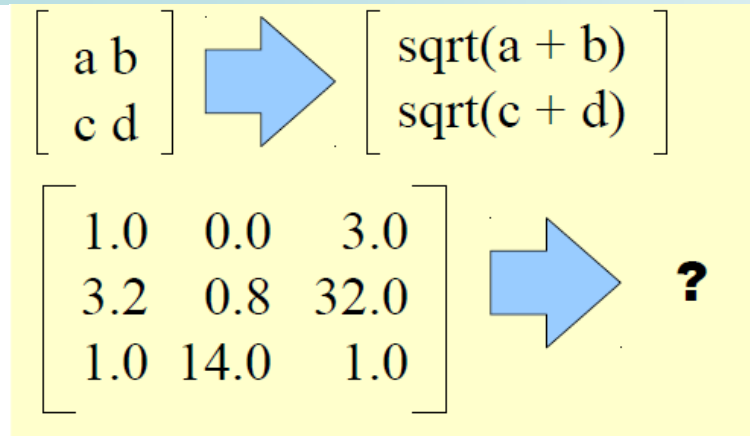 a b
c d
sqrt(a + b)
sqrt(c + d)
1.0 0.0 3.0
3.2 0.8 32.0
1.0 14.0 1.0
?